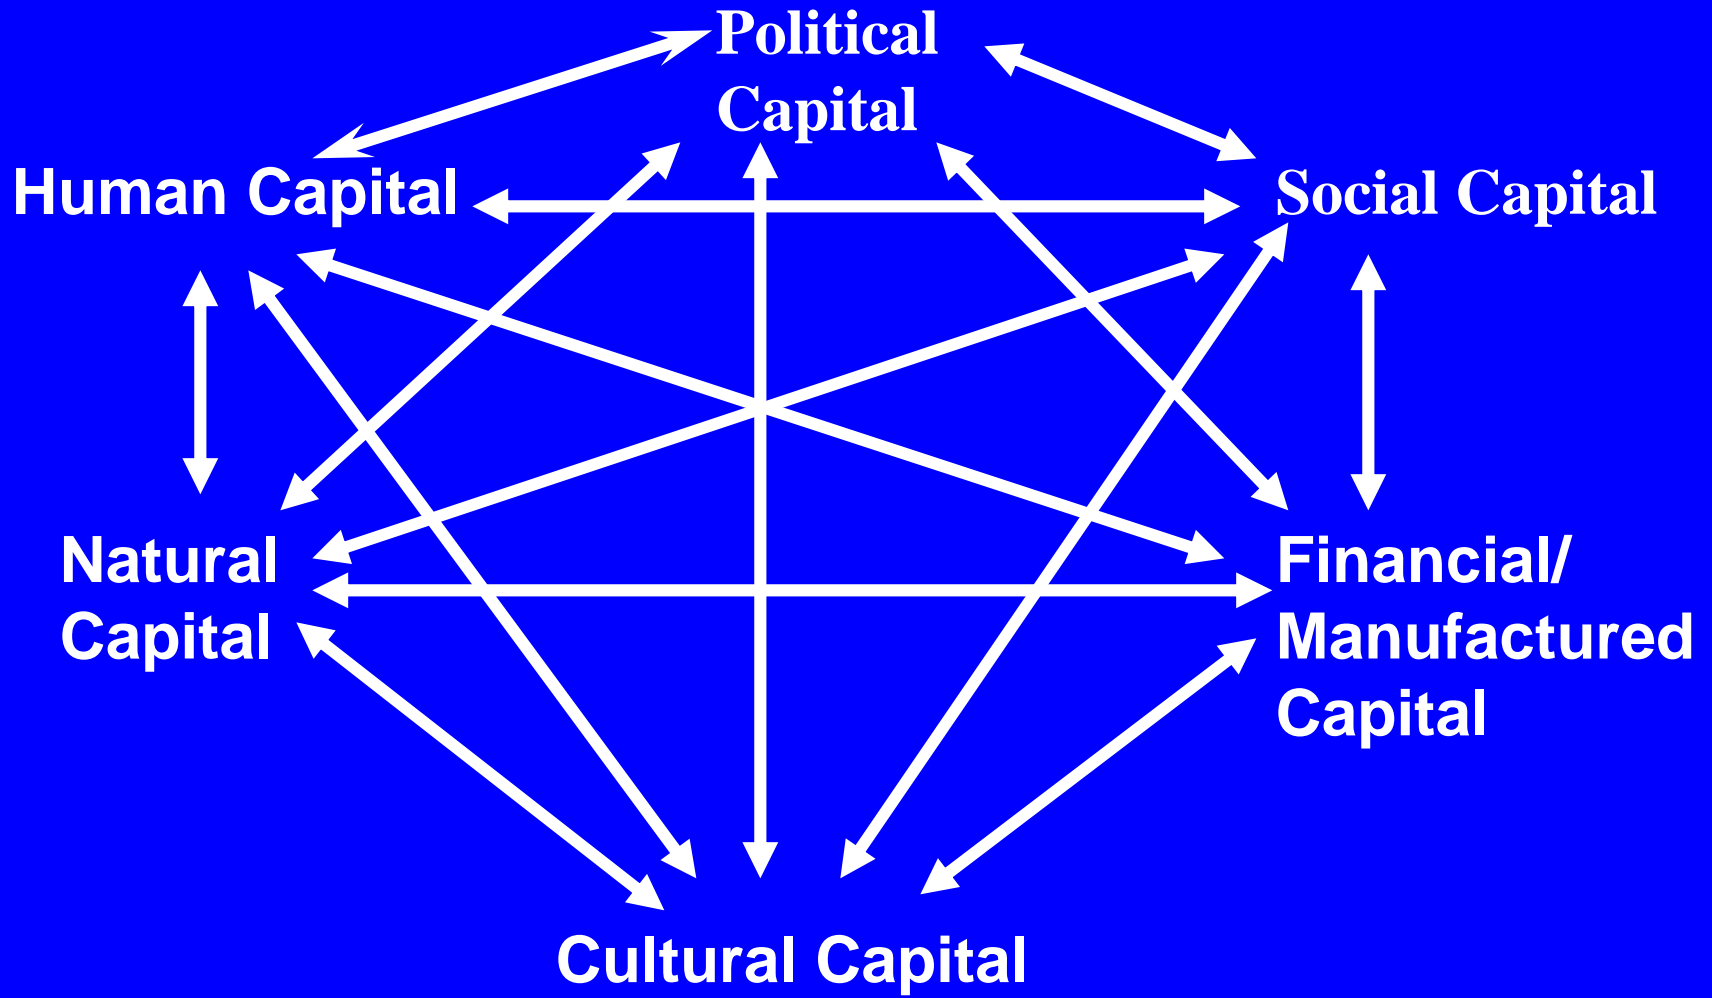 Political
Capital
Human Capital
Social Capital
Natural
Capital
Financial/
Manufactured
Capital
Cultural Capital